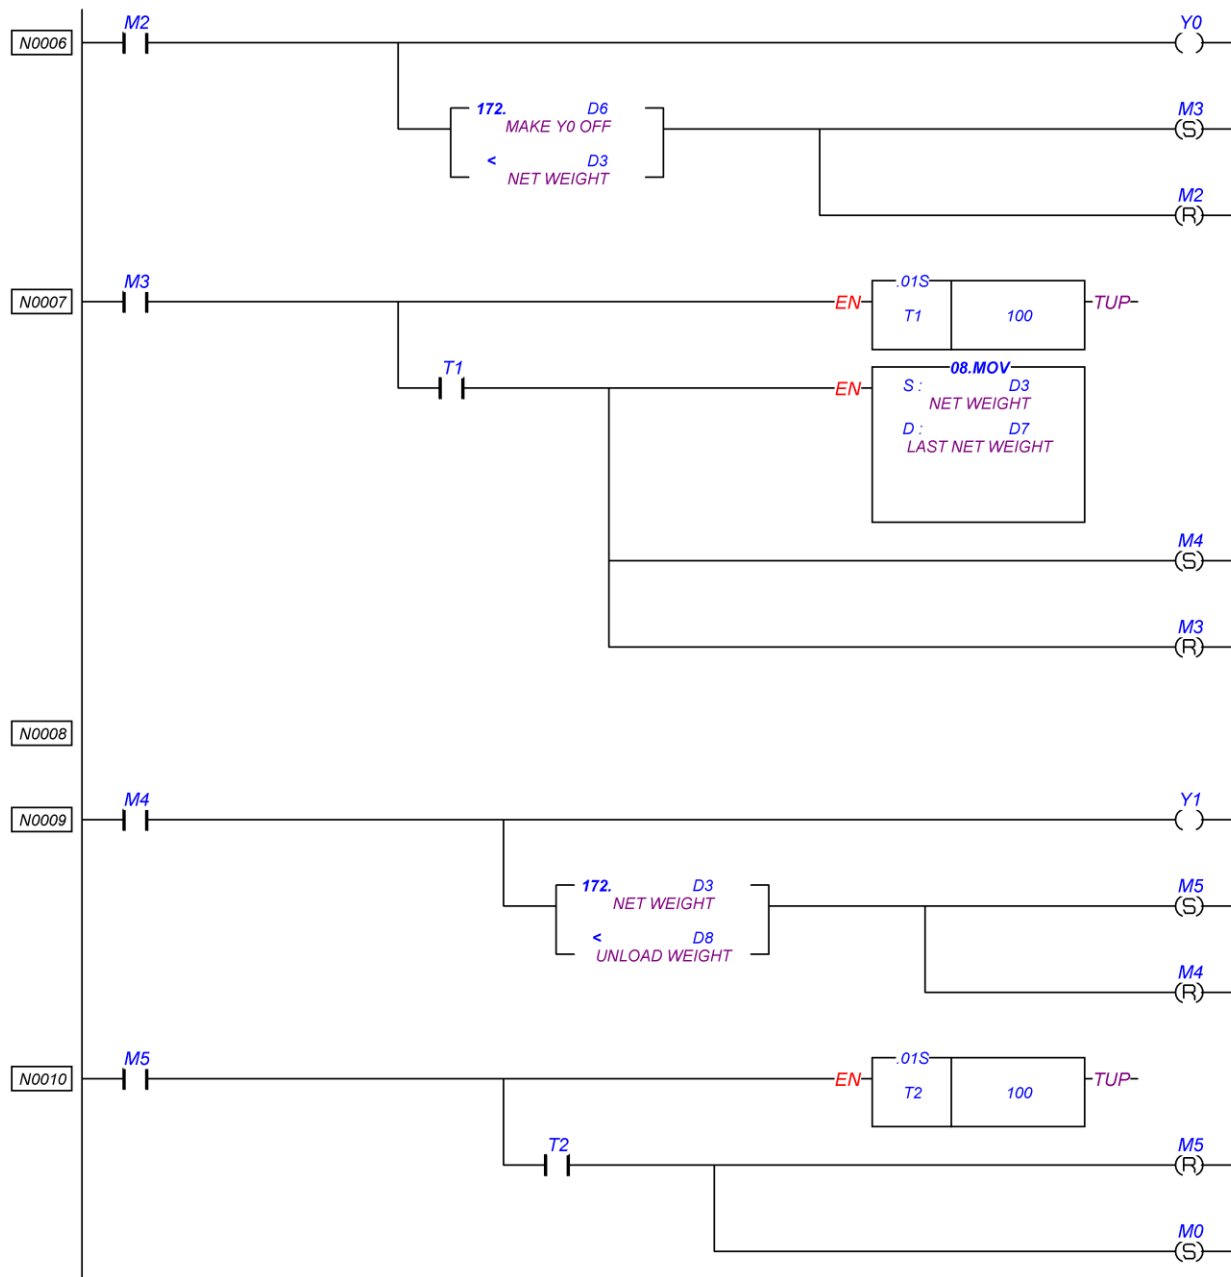 M2 Y0
N0006
172. D6 M3
MAKE Y0 OFF (S)
< D3
NET WEIGHT M2
(R)
M3 .01S
N0007 EN T1 100 TUP
T1 08.MOV
EN S : D3
NET WEIGHT
D : D7
LAST NET WEIGHT
M4
(S)
M3
(R)
N0008
M4 Y1
N0009
172. D3 M5
NET WEIGHT (S)
< D8
UNLOAD WEIGHT M4
(R)
M5 .01S
N0010 EN T2 100 TUP
T2 M5
(R)
M0
(S)